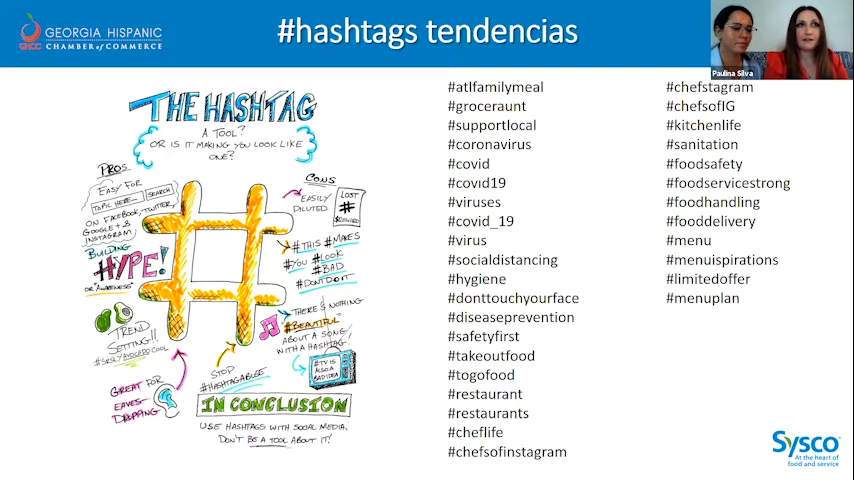 GEORGIA HISPANIC
GHCC CHAMBER of COMMERCE
#hashtags tendencias
Paulina Silva
THE HASHTAG
A TOOL?
OR IS IT MAKING YOU LOOK LIKE
ONE?
PROS
EASY FOR
TOPIC HERE... SEARCH
ON FACEBOOK, TWITTER,
GOOGLE+ &
INSTAGRAM
BUILDING
HYPE!
OR "AWARENESS"
TREND
SETTING!!
#SRSLYAVOCADOCOOL
GREAT FOR
EAVES
DROPPING
CONS
EASILY
DILUTED
LOST
#
REWARD
#THIS #MAKES
#YOU #LOOK
#BAD
#DONTDOIT
THERE'S NOTHING
"#BEAUTIFUL"
ABOUT A SONG
WITH A HASHTAG!
#TV IS
ALSO A
BAD IDEA
STOP
#HASHTAGABUSE
IN CONCLUSION
USE HASHTAGS WITH SOCIAL MEDIA.
DON'T BE A TOOL ABOUT IT!
#atlfamilymeal
#groceraunt
#supportlocal
#coronavirus
#covid
#covid19
#viruses
#covid_19
#virus
#socialdistancing
#hygiene
#donttouchyourface
#diseaseprevention
#safetyfirst
#takeoutfood
#togofood
#restaurant
#restaurants
#cheflife
#chefsofinstagram
#chefstagram
#chefsofIG
#kitchenlife
#sanitation
#foodsafety
#foodservicestrong
#foodhandling
#fooddelivery
#menu
#menuispirations
#limitedoffer
#menuplan
Sysco
At the heart of
food and service